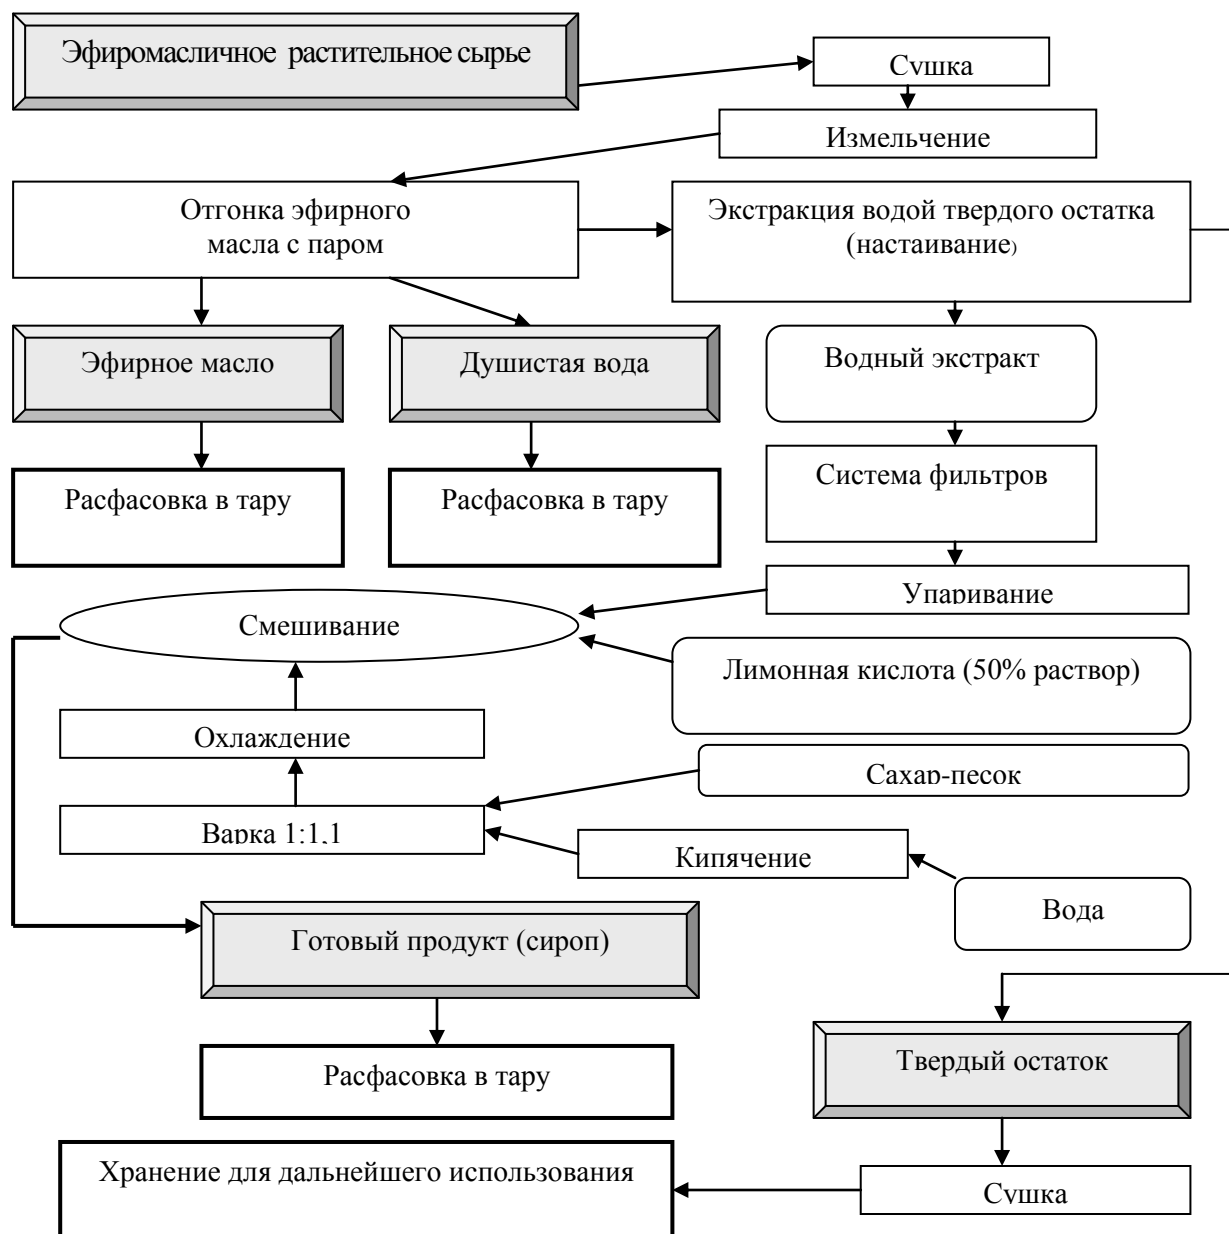 Эфиромасличное растительное сырье
Сушка
Измельчение
Отгонка эфирного
масла с паром
Экстракция водой твердого остатка
(настаивание)
Эфирное масло
Душистая вода
Водный экстракт
Расфасовка в тару
Расфасовка в тару
Система фильтров
Упаривание
Смешивание
Лимонная кислота (50% раствор)
Охлаждение
Сахар-песок
Варка 1:1,1
Кипячение
Вода
Готовый продукт (сироп)
Твердый остаток
Расфасовка в тару
Хранение для дальнейшего использования
Сушка